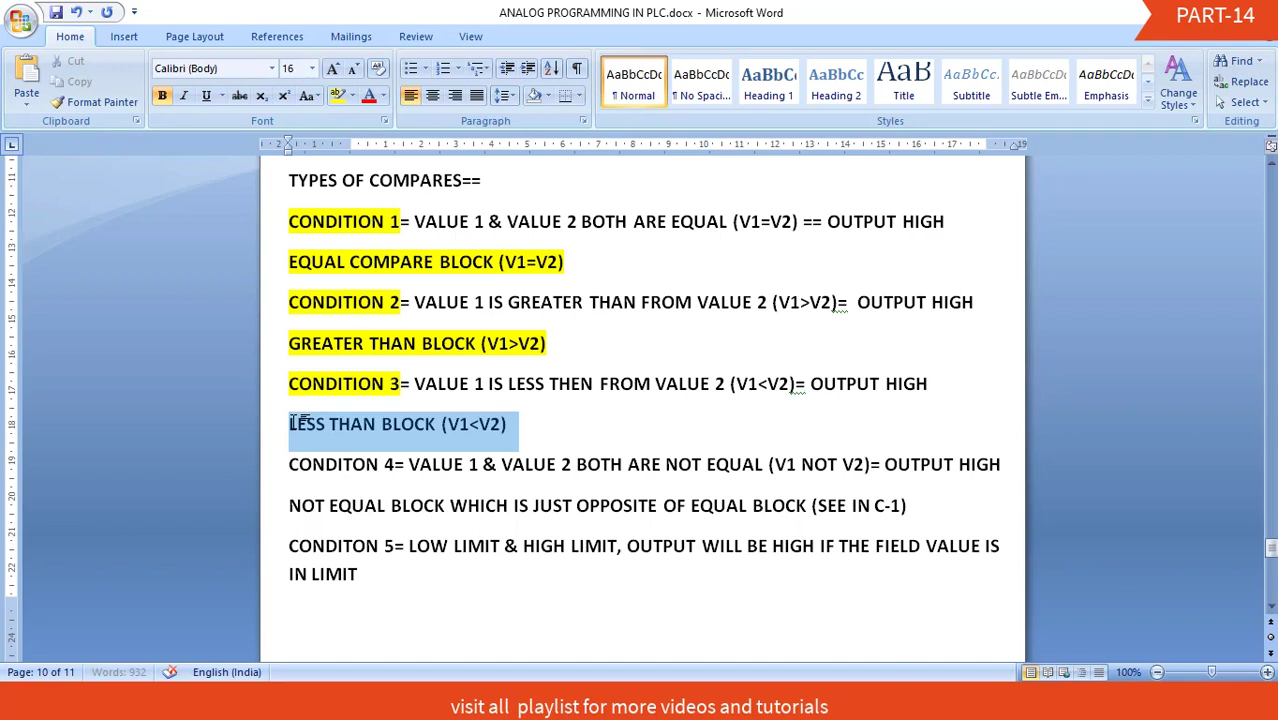 ANALOG PROGRAMMING IN PLC.docx - Microsoft Word
PART-14
Home Insert Page Layout References Mailings Review View
Paste
Cut
Copy
Format Painter
Clipboard
Calibri (Body) 16
Font
Paragraph
AaBbCcDc AaBbCcDc AaBbCc AaBbCc AaB AaBbCc. AaBbCcDc AaBbCcDc
¶ Normal ¶ No Spaci... Heading 1 Heading 2 Title Subtitle Subtle Em... Emphasis
Change Styles
Styles
Find
Replace
Select
Editing
TYPES OF COMPARES==
CONDITION 1= VALUE 1 & VALUE 2 BOTH ARE EQUAL (V1=V2) == OUTPUT HIGH
EQUAL COMPARE BLOCK (V1=V2)
CONDITION 2= VALUE 1 IS GREATER THAN FROM VALUE 2 (V1>V2)= OUTPUT HIGH
GREATER THAN BLOCK (V1>V2)
CONDITION 3= VALUE 1 IS LESS THEN FROM VALUE 2 (V1<V2)= OUTPUT HIGH
LESS THAN BLOCK (V1<V2)
CONDITON 4= VALUE 1 & VALUE 2 BOTH ARE NOT EQUAL (V1 NOT V2)= OUTPUT HIGH
NOT EQUAL BLOCK WHICH IS JUST OPPOSITE OF EQUAL BLOCK (SEE IN C-1)
CONDITON 5= LOW LIMIT & HIGH LIMIT, OUTPUT WILL BE HIGH IF THE FIELD VALUE IS
IN LIMIT
Page: 10 of 11 Words: 932 English (India) 100%
visit all playlist for more videos and tutorials